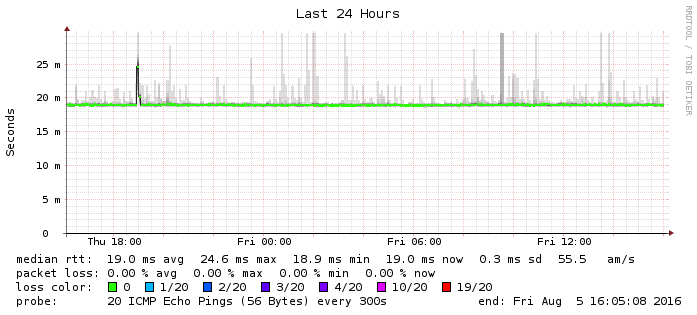 Last 24 Hours
RRDTOOL / TOBI OETIKER
Seconds
25 m
20 m
15 m
10 m
5 m
0
Thu 18:00 Fri 00:00 Fri 06:00 Fri 12:00
median rtt: 19.0 ms avg 24.6 ms max 18.9 ms min 19.0 ms now 0.3 ms sd 55.5 am/s
packet loss: 0.00 % avg 0.00 % max 0.00 % min 0.00 % now
loss color: 0 1/20 2/20 3/20 4/20 10/20 19/20
probe: 20 ICMP Echo Pings (56 Bytes) every 300s end: Fri Aug 5 16:05:08 2016